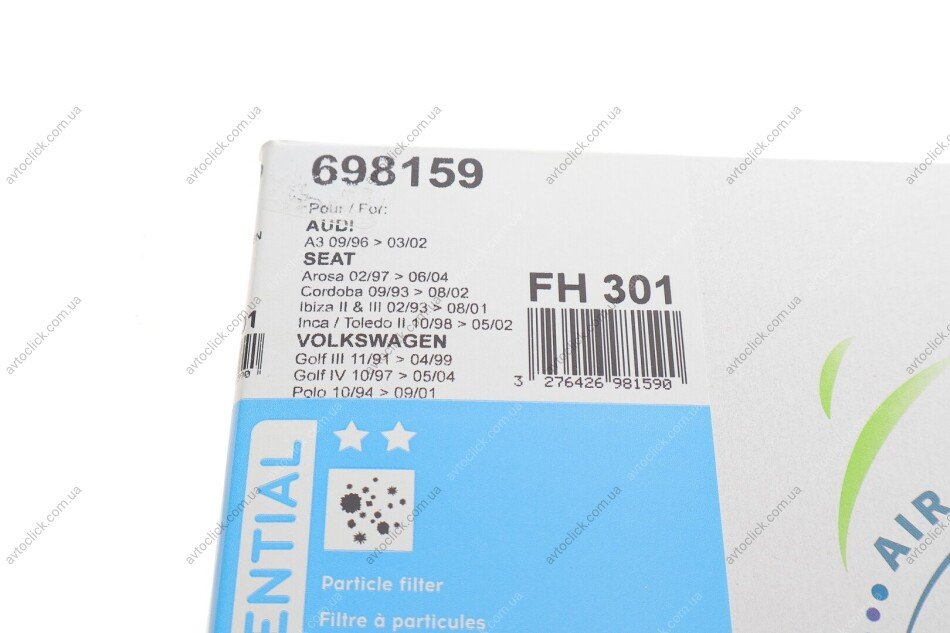 698159
Pour / For:
AUDI
A3 09/96 > 03/02
SEAT
Arosa 02/97 > 06/04
Cordoba 09/93 > 08/02
Ibiza II & III 02/93 > 08/01
Inca / Toledo II 10/98 > 05/02
VOLKSWAGEN
Golf III 11/91 > 04/99
Golf IV 10/97 > 05/04
Polo 10/94 > 09/01
FH 301
3 276426 981590
ENTIAL
Particle filter
Filtre à particules
AIR
avtoclick.com.ua